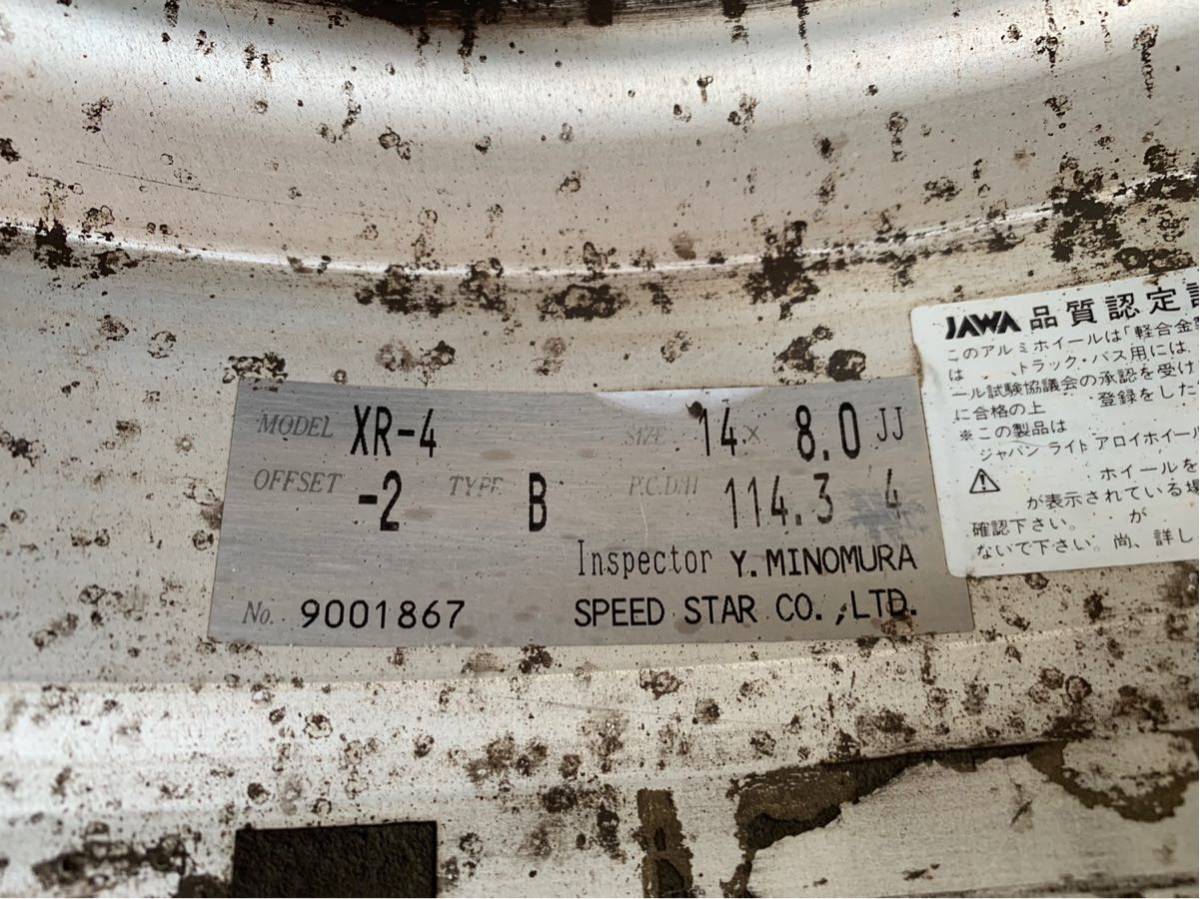 MODEL XR-4 SIZE 14 × 8.0 JJ
OFFSET -2 TYPE B P.C.D/H 114.3 4
Inspector Y. MINOMURA
No. 9001867 SPEED STAR CO. ,LTD.
JAWA 品質認定
このアルミホイールは「軽合金
は トラック・バス用には、
ール試験協議会の承認を受け
に合格の上 登録をした
※この製品は
ジャパン ライト アロイホイール
⚠ ホイールを
が表示されている場
確認下さい。 が
ないで下さい。尚、詳し